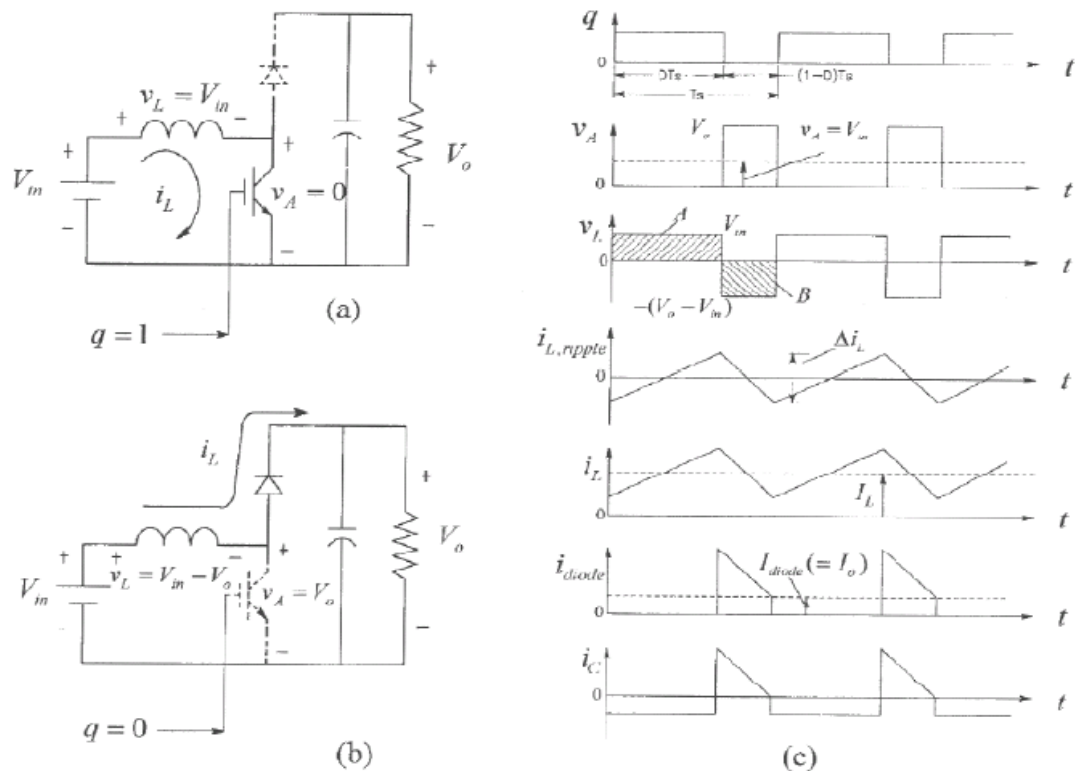 v_L = V_in
+ −
+
V_in
−
i_L
+
v_A = 0
−
+
V_o
−
(a)
q = 1
i_L
+
V_in
−
+ −
v_L = V_in − V_o
+
v_A = V_o
−
+
V_o
−
q = 0
(b)
q
0
t
DTs
(1−D)Ts
Ts
v_A
V_o
v_A = V_in
0
t
v_L
A
V_in
0
t
B
−(V_o − V_in)
i_L,ripple
Δi_L
0
t
i_L
I_L
0
t
i_diode
I_diode (= I_o)
0
t
i_C
0
t
(c)